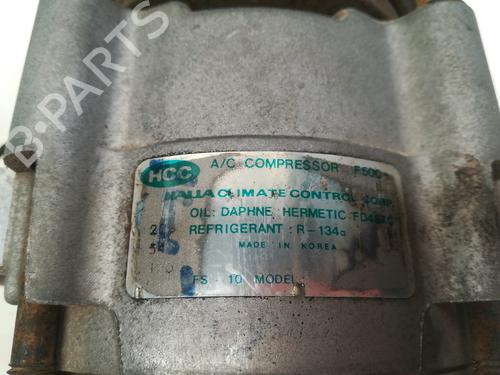 HCC A/C COMPRESSOR F500
HALLA CLIMATE CONTROL CORP.
OIL: DAPHNE HERMETIC
REFRIGERANT : R-134a
MADE IN KOREA
FS - 10 MODEL:
B-PARTS